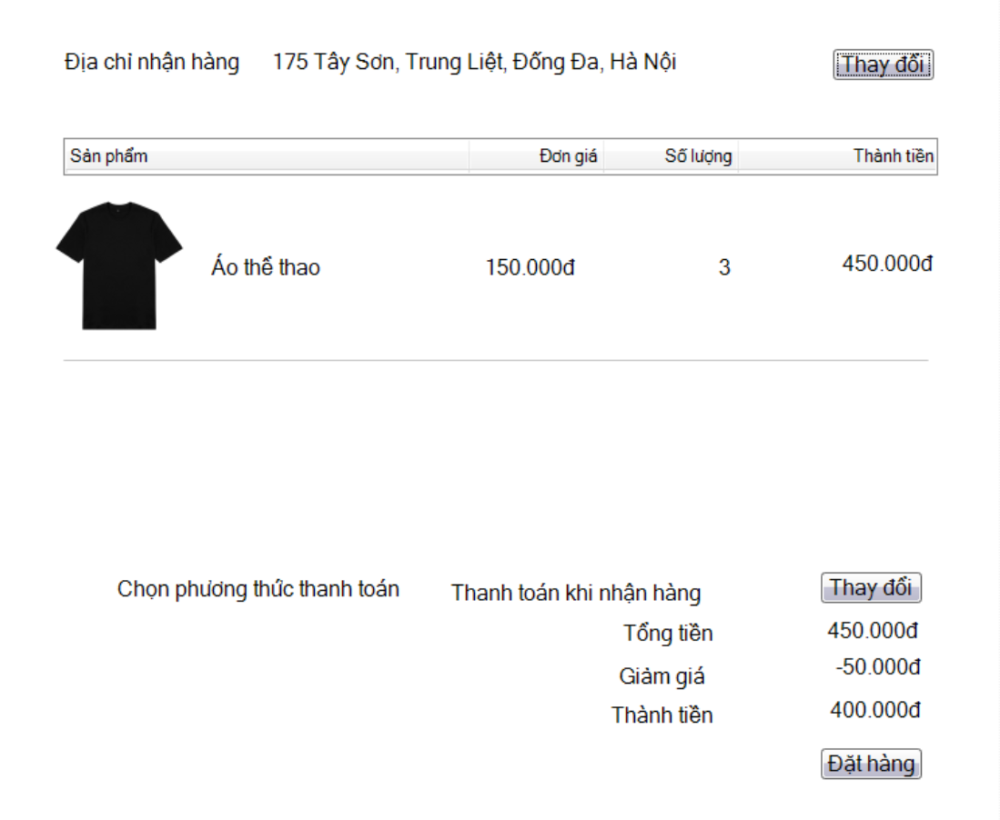 Địa chỉ nhận hàng 175 Tây Sơn, Trung Liệt, Đống Đa, Hà Nội Thay đổi
Sản phẩm Đơn giá Số lượng Thành tiền
Áo thể thao 150.000đ 3 450.000đ
Chọn phương thức thanh toán Thanh toán khi nhận hàng Thay đổi
Tổng tiền 450.000đ
Giảm giá -50.000đ
Thành tiền 400.000đ
Đặt hàng